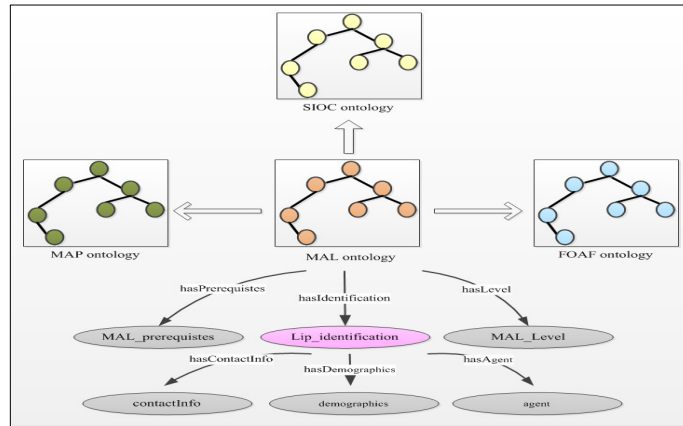 SIOC ontology
MAP ontology
MAL ontology
FOAF ontology
hasPrerequistes
hasIdentification
hasLevel
MAL_prerequistes
Lip_identification
MAL_Level
hasContactInfo
hasDemographics
hasAgent
contactInfo
demographics
agent